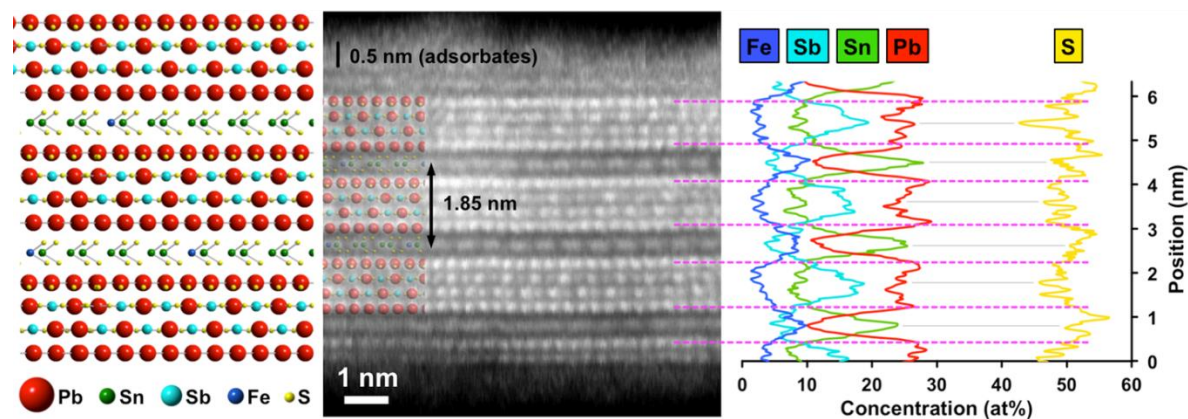 0.5 nm (adsorbates)
1.85 nm
1 nm
Pb Sn Sb Fe S
Fe Sb Sn Pb S
6
5
4
3
2
1
0
Position (nm)
0 10 20 30 40 50 60
Concentration (at%)